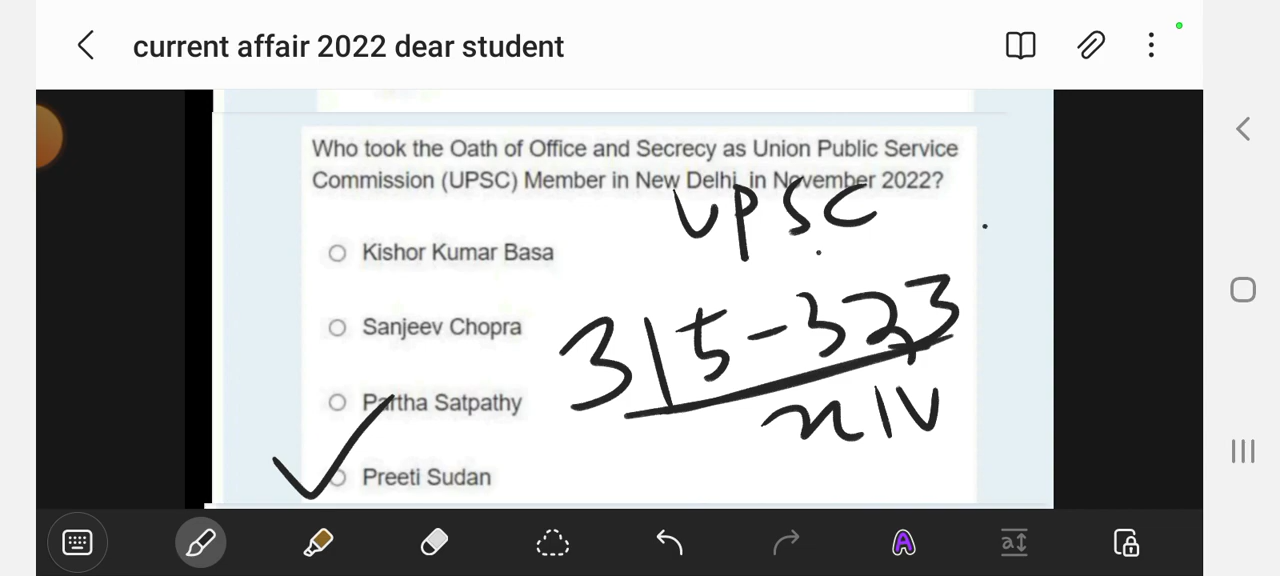 current affair 2022 dear student
Who took the Oath of Office and Secrecy as Union Public Service
Commission (UPSC) Member in New Delhi, in November 2022?
UPSC
Kishor Kumar Basa
Sanjeev Chopra
315-323
Partha Satpathy
XIV
Preeti Sudan